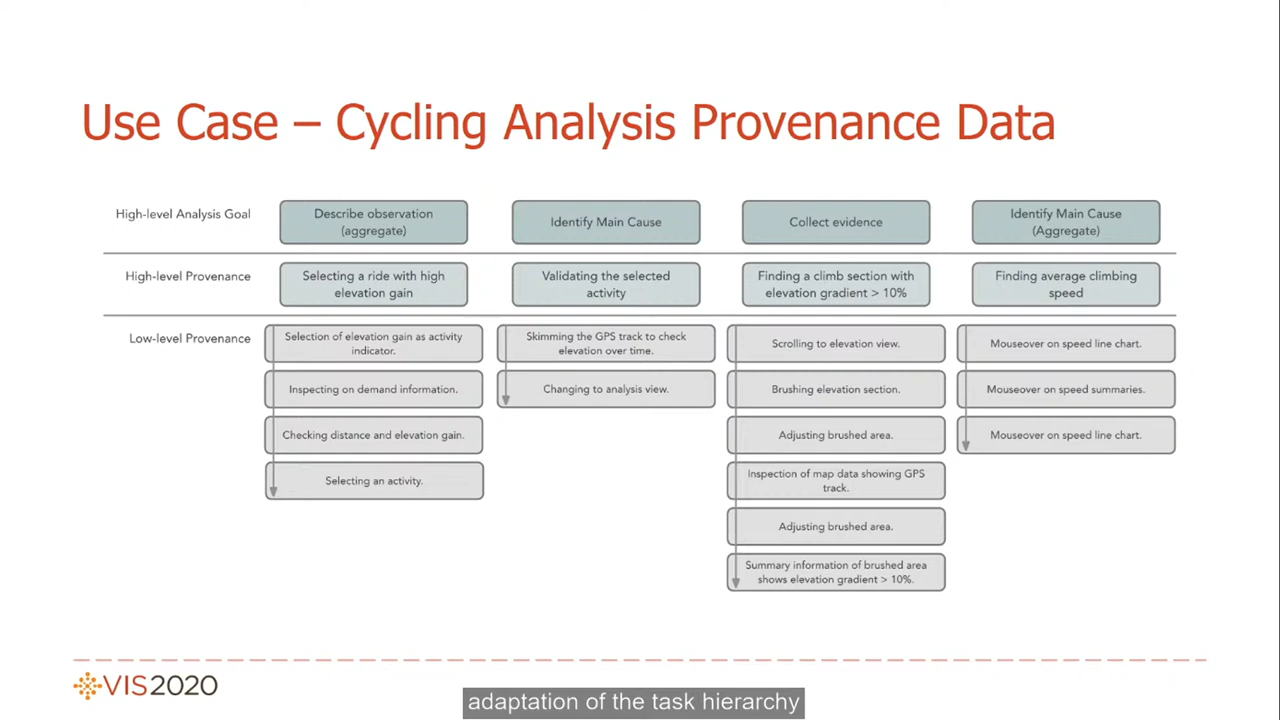 Use Case – Cycling Analysis Provenance Data
High-level Analysis Goal
Describe observation
(aggregate)
Identify Main Cause
Collect evidence
Identify Main Cause
(Aggregate)
High-level Provenance
Selecting a ride with high
elevation gain
Validating the selected
activity
Finding a climb section with
elevation gradient > 10%
Finding average climbing
speed
Low-level Provenance
Selection of elevation gain as activity
indicator.
Inspecting on demand information.
Checking distance and elevation gain.
Selecting an activity.
Skimming the GPS track to check
elevation over time.
Changing to analysis view.
Scrolling to elevation view.
Brushing elevation section.
Adjusting brushed area.
Inspection of map data showing GPS
track.
Adjusting brushed area.
Summary information of brushed area
shows elevation gradient > 10%.
Mouseover on speed line chart.
Mouseover on speed summaries.
Mouseover on speed line chart.
VIS2020
adaptation of the task hierarchy